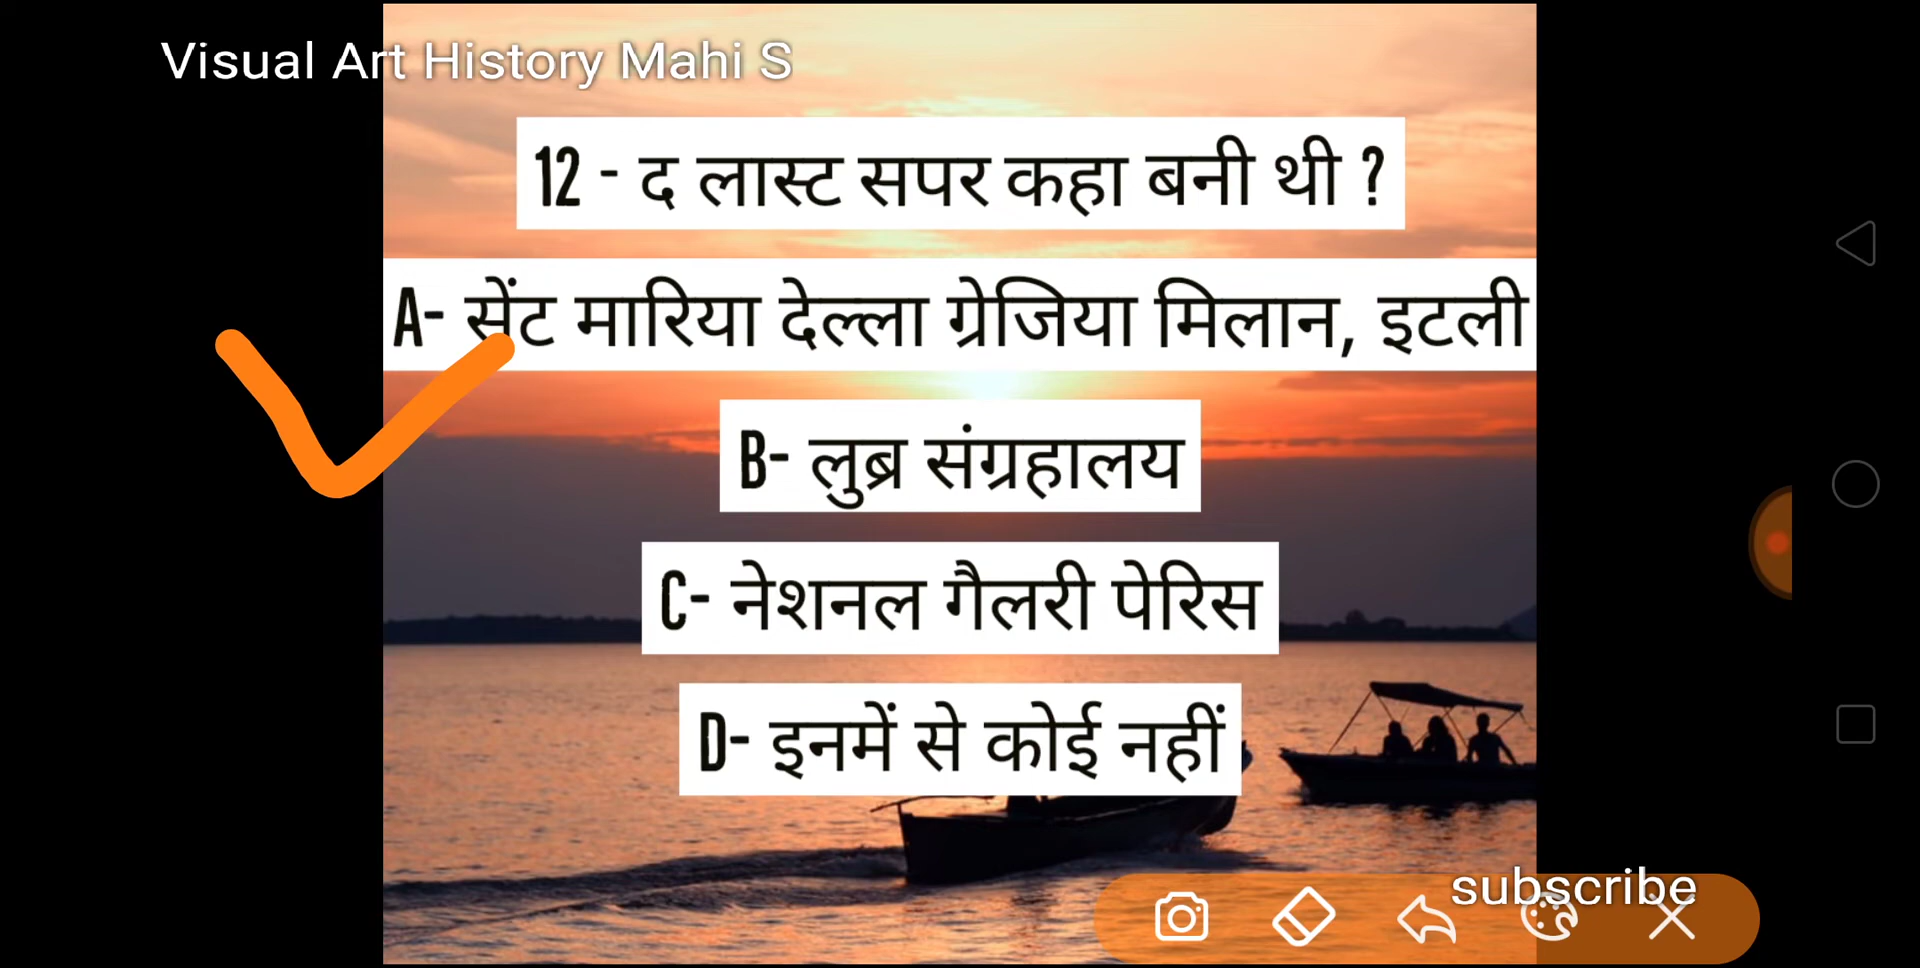 Visual Art History Mahi S
12 - द लास्ट सपर कहा बनी थी ?
A- सेंट मारिया देल्ला ग्रेजिया मिलान, इटली
B- लुब्र संग्रहालय
C- नेशनल गैलरी पेरिस
D- इनमें से कोई नहीं
subscribe